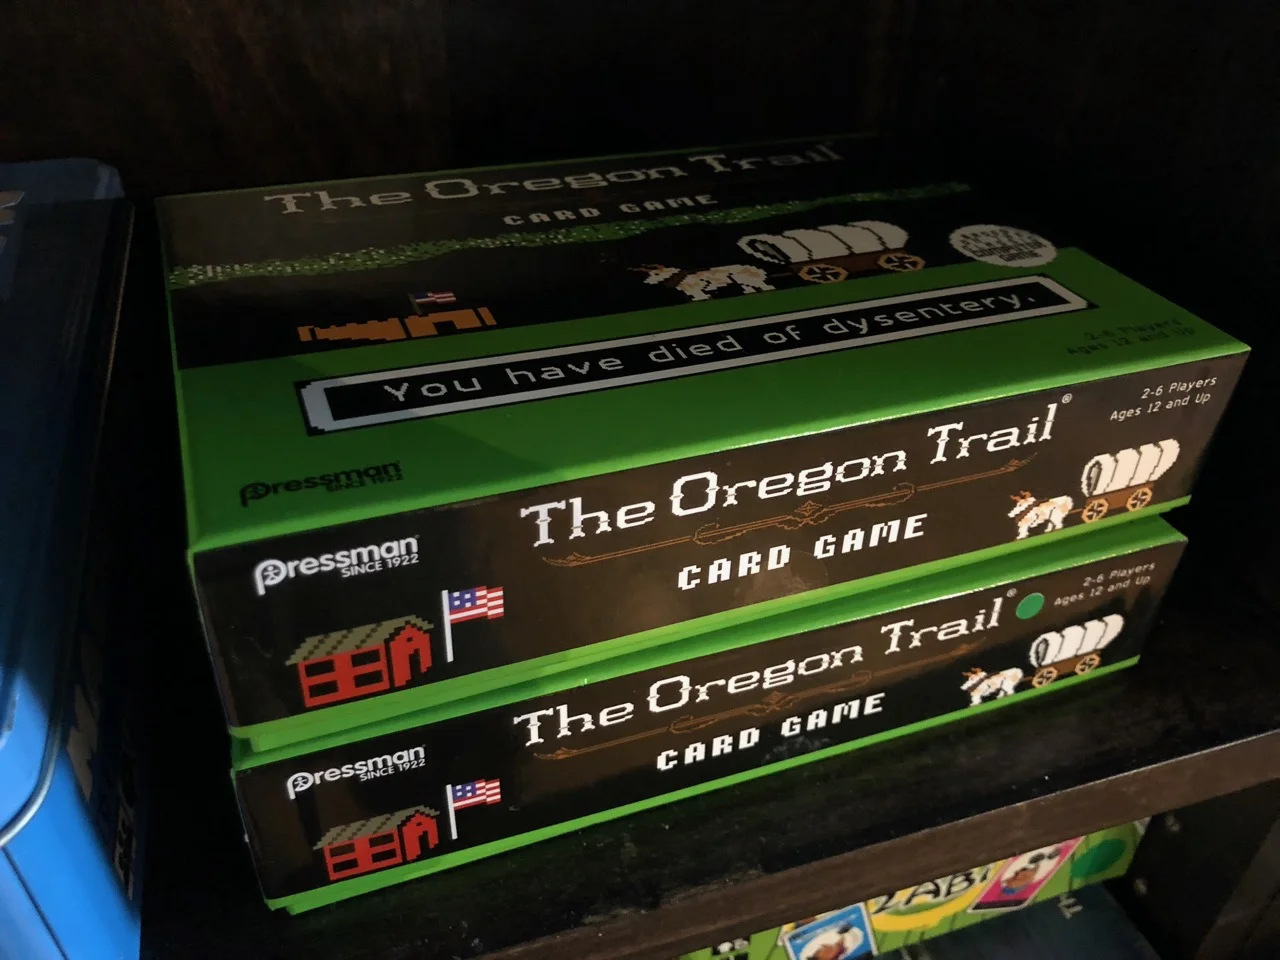 The Oregon Trail
CARD GAME
You have died of dysentery.
2-6 Players
Ages 12 and Up
pressman
SINCE 1922
The Oregon Trail®
CARD GAME
2-6 Players
Ages 12 and Up
pressman
SINCE 1922
The Oregon Trail®
CARD GAME
2-6 Players
Ages 12 and Up
pressman
SINCE 1922